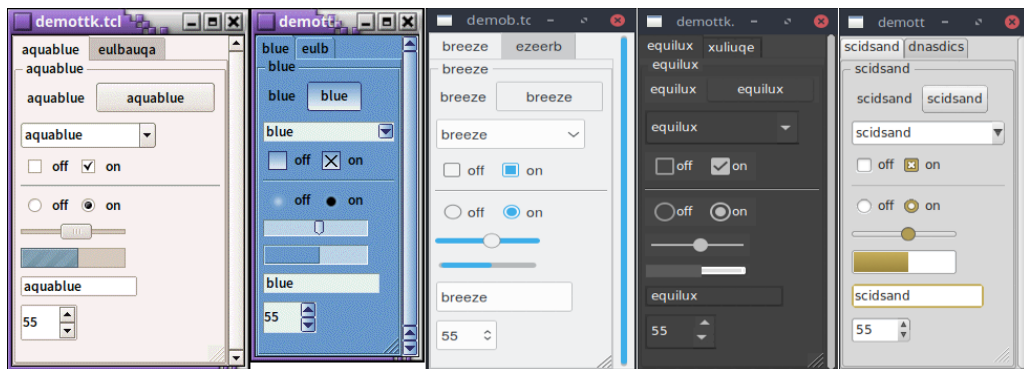 demottk.tcl
aquablue eulbauqa
aquablue
aquablue aquablue
aquablue
off on
off on
aquablue
55
demott
blue eulb
blue
blue blue
blue
off on
off on
blue
55
demob.tc
breeze ezeerb
breeze
breeze breeze
breeze
off on
off on
breeze
55
demottk.
equilux xuliuqe
equilux
equilux equilux
equilux
off on
off on
equilux
55
demott
scidsand dnasdics
scidsand
scidsand scidsand
scidsand
off on
off on
scidsand
55